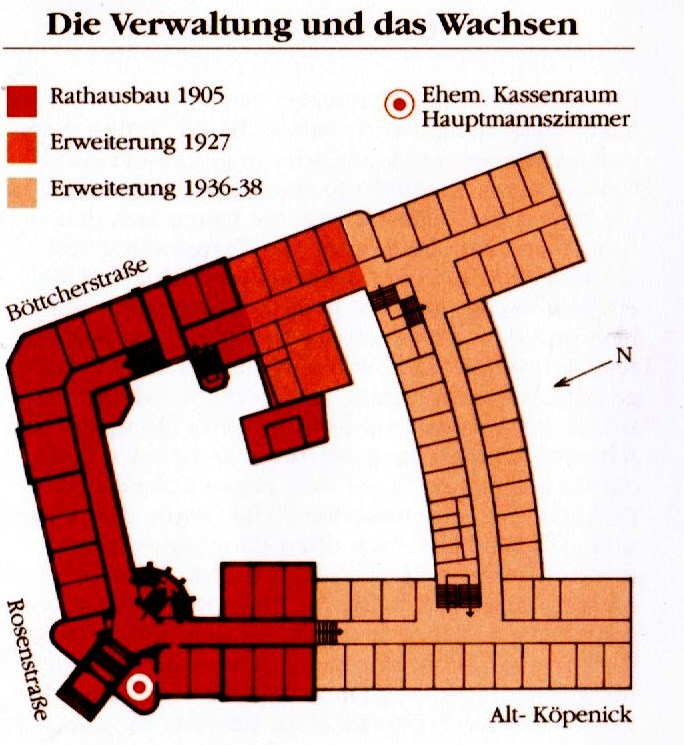 Die Verwaltung und das Wachsen
Rathausbau 1905
Erweiterung 1927
Erweiterung 1936-38
Ehem. Kassenraum
Hauptmannszimmer
Böttcherstraße
N
Rosenstraße
Alt- Köpenick